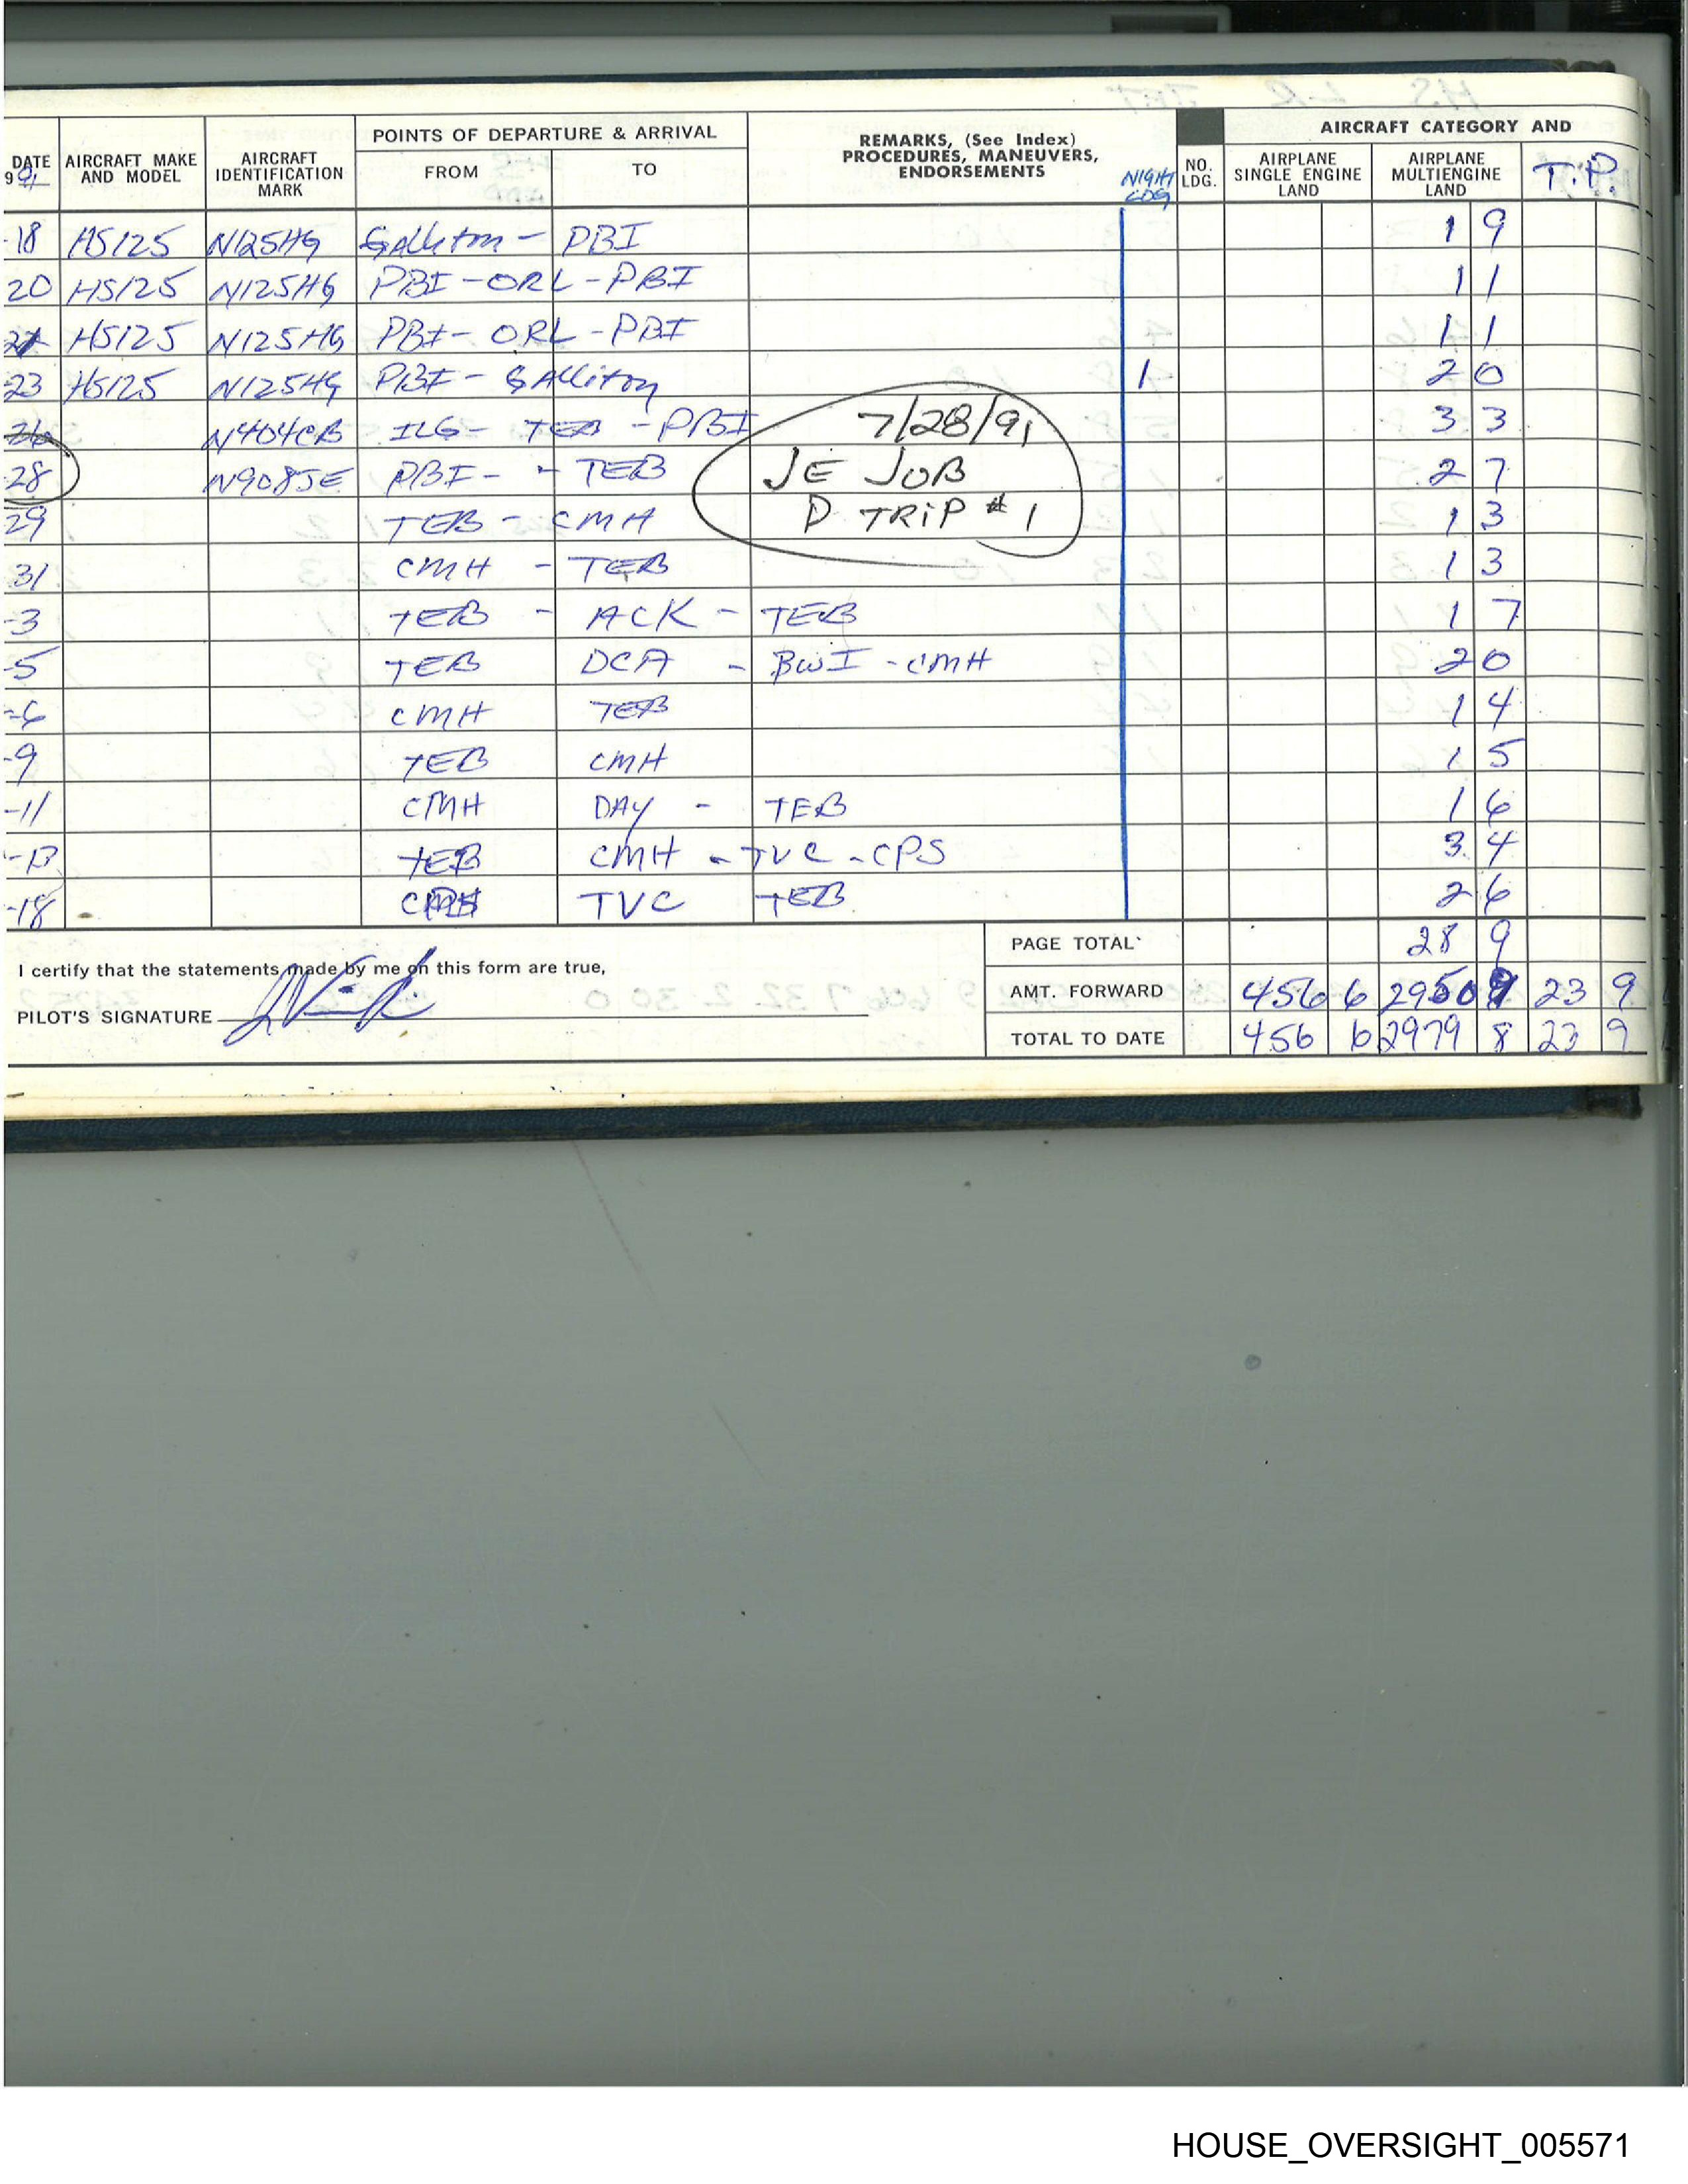 POINTS OF DEPARTURE & ARRIVAL
REMARKS, (See Index)
PROCEDURES, MANEUVERS,
ENDORSEMENTS
AIRCRAFT CATEGORY AND
DATE
9 91
AIRCRAFT MAKE
AND MODEL
AIRCRAFT
IDENTIFICATION
MARK
FROM
TO
NIGHT
LDG
NO.
LDG.
AIRPLANE
SINGLE ENGINE
LAND
AIRPLANE
MULTIENGINE
LAND
T.P.
-18 HS125 N125HG Galliton - PBI 1 9
20 HS125 N125HG PBI - ORL - PBI 1 1
HS125 N125HG PBI - ORL - PBI 1 1
-23 HS125 N125HG PBI - Galliton 1 2 0
26 N404CB ILG - TEB - PBI 3 3
-28 N908JE PBI - - TEB 2 7
7/28/91
JE JOB
D TRIP # 1
29 TEB - CMH 1 3
31 CMH - TEB 1 3
-3 TEB - ACK - TEB 1 7
-5 TEB DCA - BWI - CMH 2 0
-6 CMH TEB 1 4
-9 TEB CMH 1 5
-11 CMH DAY - TEB 1 6
-13 TEB CMH - TVC - CPS 3 4
-18 TVC TEB 2 6
PAGE TOTAL 28 9
I certify that the statements made by me on this form are true,
AMT. FORWARD 456 6 2950 9 23 9
PILOT'S SIGNATURE
TOTAL TO DATE 456 6 2979 8 23 9
HOUSE_OVERSIGHT_005571